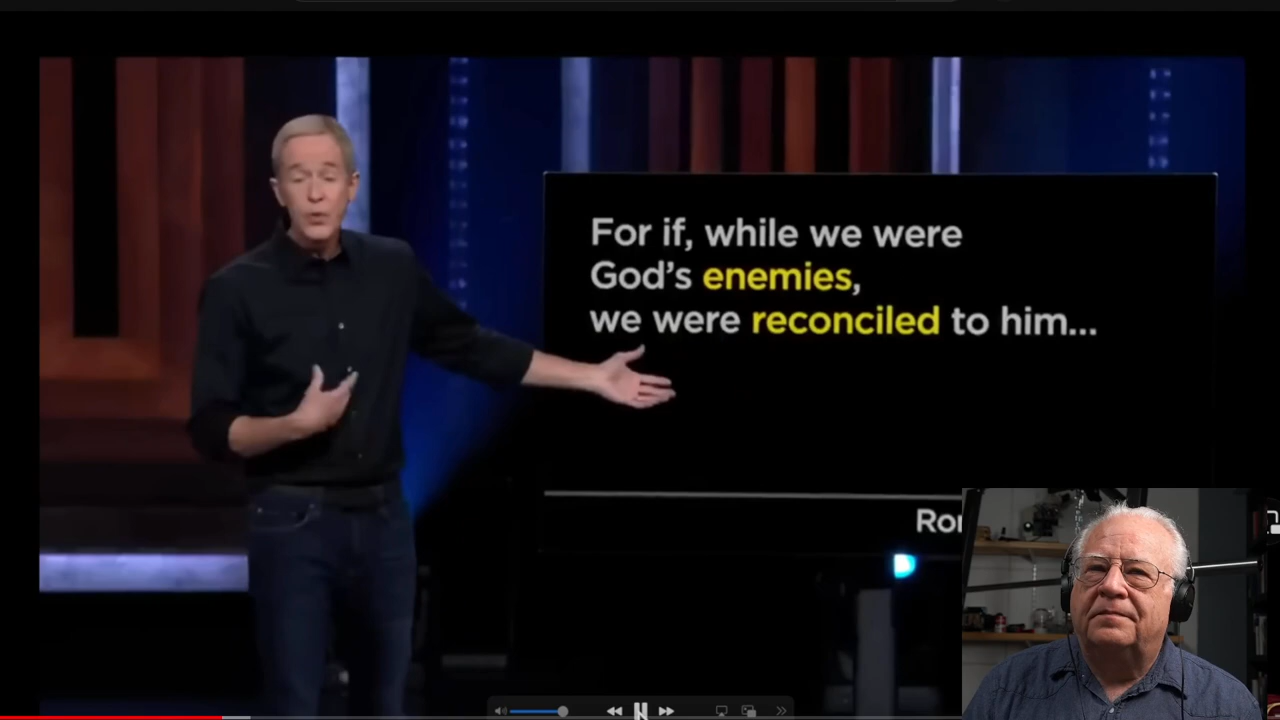 For if, while we were
God's enemies,
we were reconciled to him...